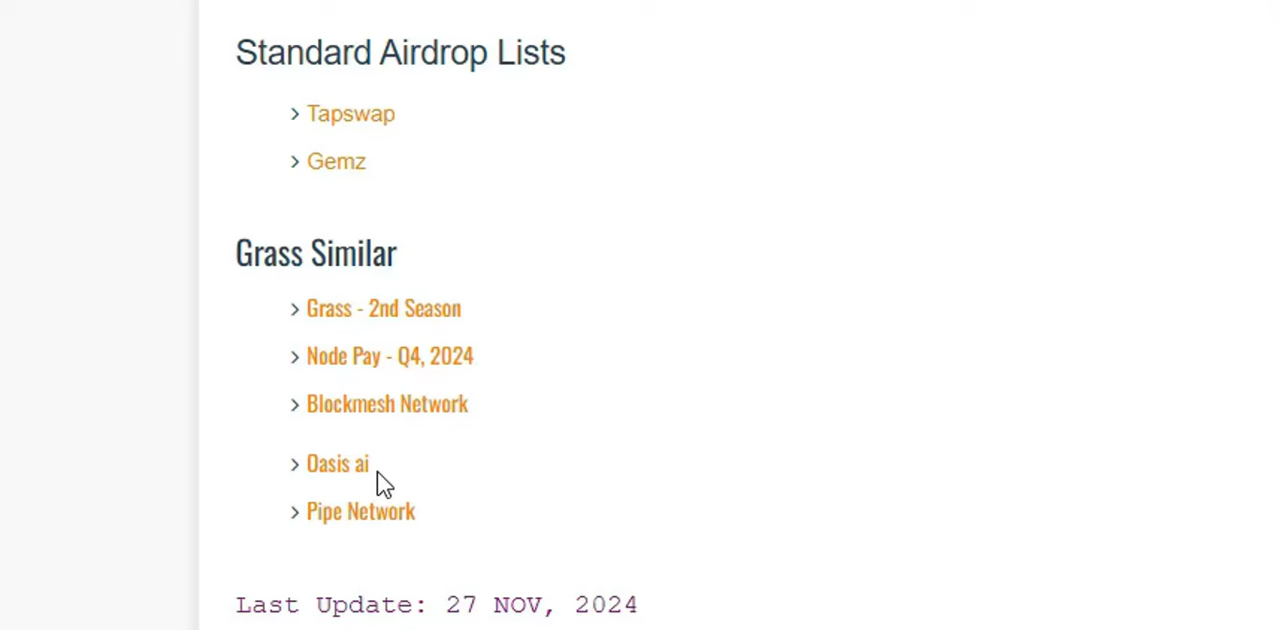 Standard Airdrop Lists
> Tapswap
> Gemz
Grass Similar
> Grass - 2nd Season
> Node Pay - Q4, 2024
> Blockmesh Network
> Oasis ai
> Pipe Network
Last Update: 27 NOV, 2024